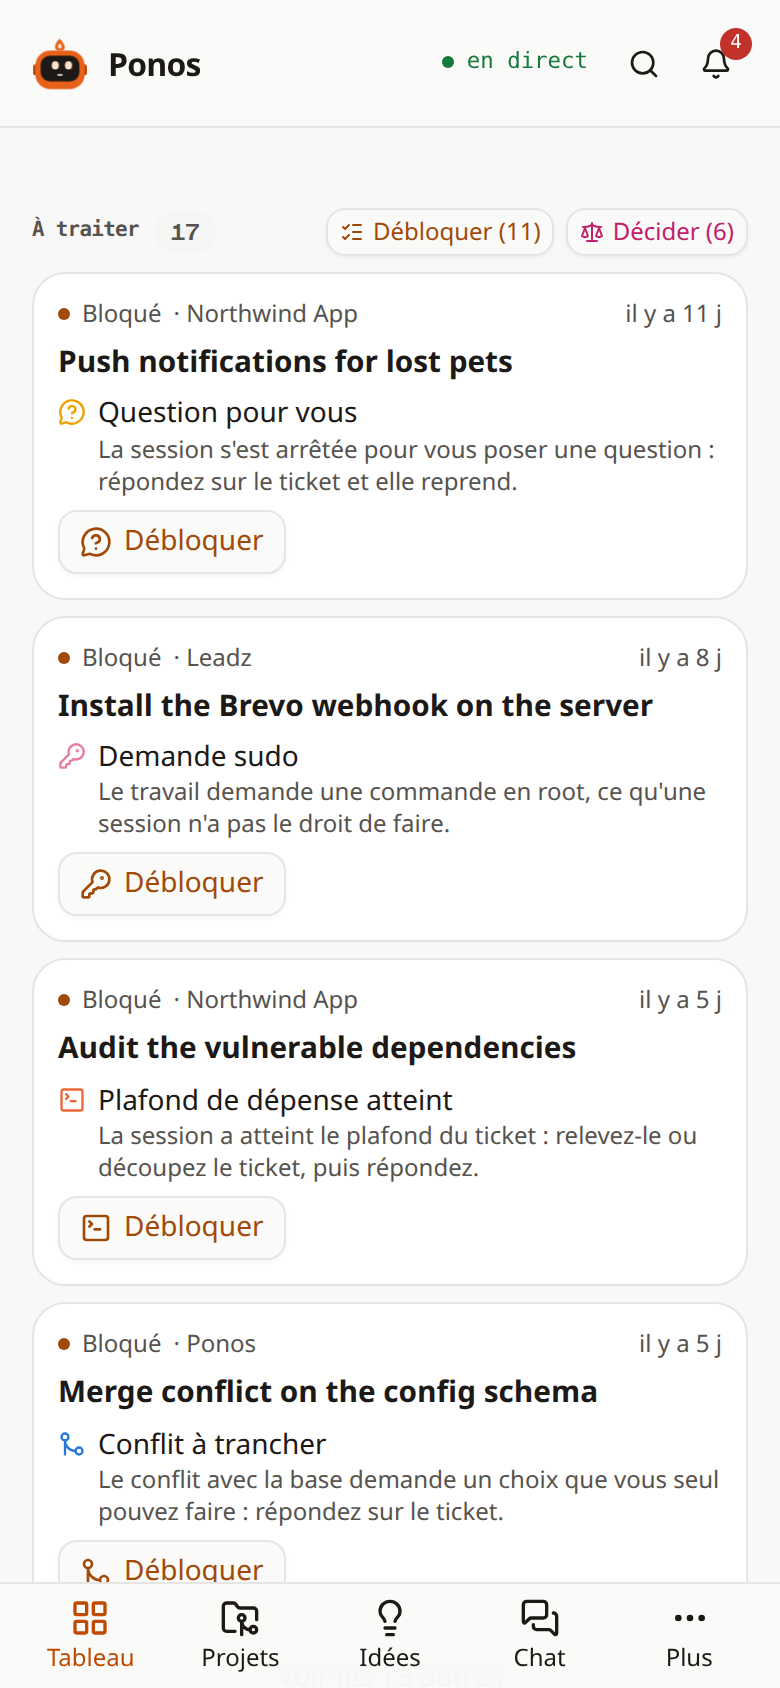 Ponos
en direct
4
À traiter 17
Débloquer (11)
Décider (6)
Bloqué · Northwind App
il y a 11 j
Push notifications for lost pets
Question pour vous
La session s'est arrêtée pour vous poser une question :
répondez sur le ticket et elle reprend.
Débloquer
Bloqué · Leadz
il y a 8 j
Install the Brevo webhook on the server
Demande sudo
Le travail demande une commande en root, ce qu'une
session n'a pas le droit de faire.
Débloquer
Bloqué · Northwind App
il y a 5 j
Audit the vulnerable dependencies
Plafond de dépense atteint
La session a atteint le plafond du ticket : relevez-le ou
découpez le ticket, puis répondez.
Débloquer
Bloqué · Ponos
il y a 5 j
Merge conflict on the config schema
Conflit à trancher
Le conflit avec la base demande un choix que vous seul
pouvez faire : répondez sur le ticket.
Débloquer
Voir les 13 autres
Tableau
Projets
Idées
Chat
Plus